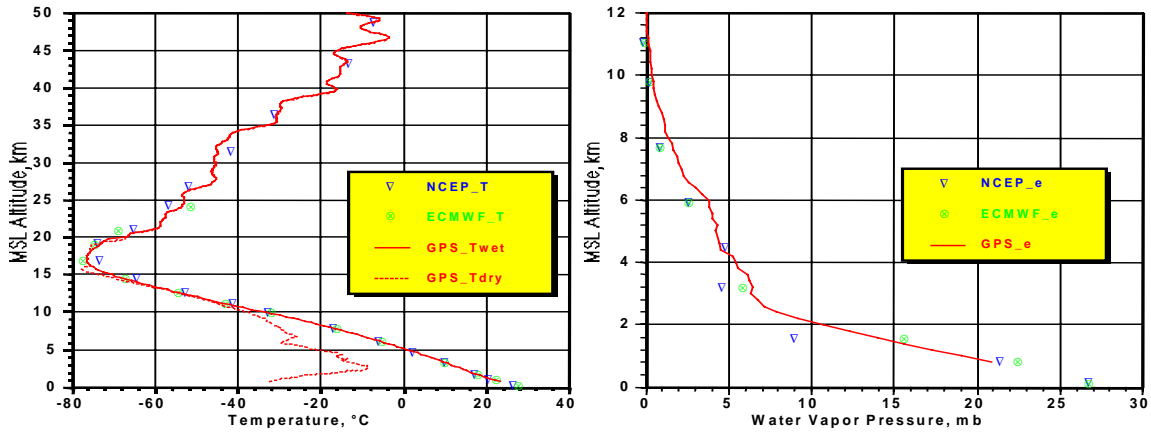 50
45
40
35
30
25
20
15
10
5
0
MSL Altitude, km
-80
-60
-40
-20
0
20
40
Temperature, °C
NCEP_T
ECMWF_T
GPS_Twet
GPS_Tdry
12
10
8
6
4
2
0
MSL Altitude, km
0
5
10
15
20
25
30
Water Vapor Pressure, mb
NCEP_e
ECMWF_e
GPS_e